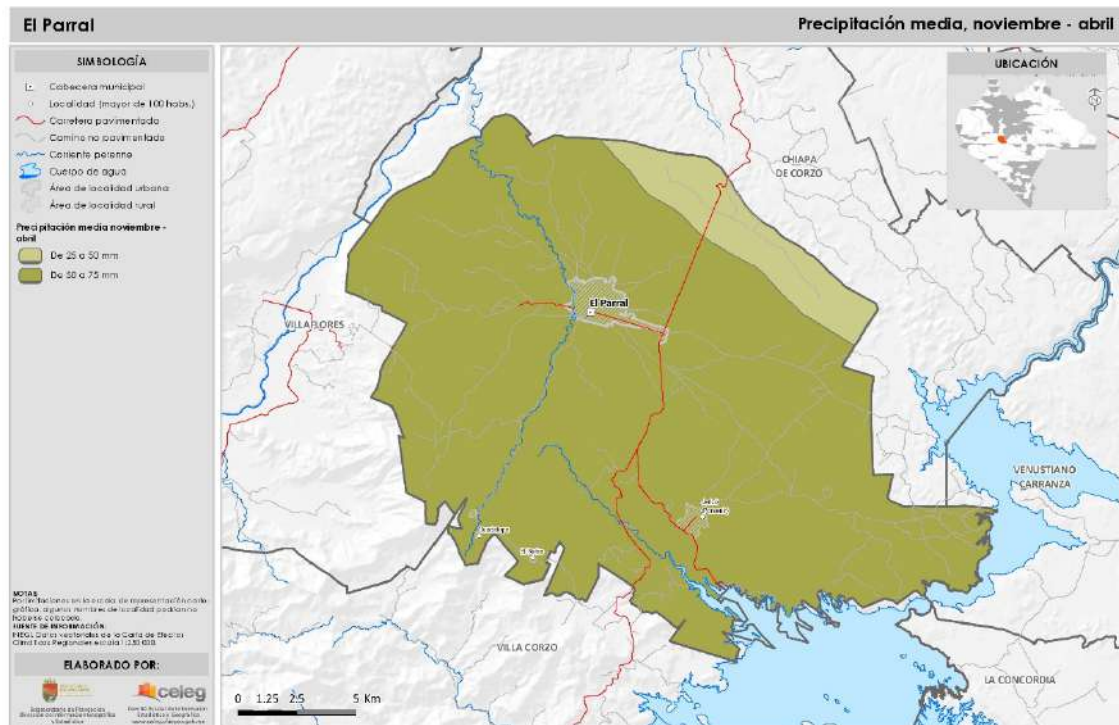 El Parral
Precipitación media, noviembre - abril
SIMBOLOGÍA
Cabecera municipal
Localidad (mayor de 100 habs.)
Carretera pavimentada
Camino no pavimentado
Corriente perenne
Cuerpo de agua
Área de localidad urbana
Área de localidad rural
Precipitación media noviembre -
abril
De 25 a 50 mm
De 50 a 75 mm
UBICACIÓN
CHIAPA
DE CORZO
El Parral
VILLAFLORES
VENUSTIANO
CARRANZA
VILLA CORZO
LA CONCORDIA
0 1.25 2.5 5 Km
NOTAS
FUENTE DE INFORMACIÓN:
ELABORADO POR:
ceieg